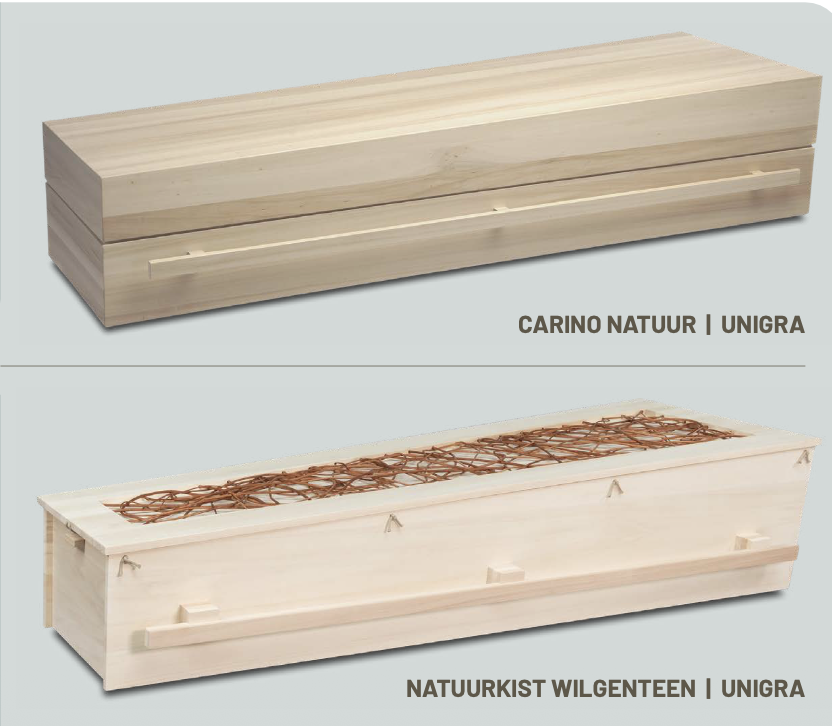 CARINO NATUUR | UNIGRA
NATUURKIST WILGENTEEN | UNIGRA